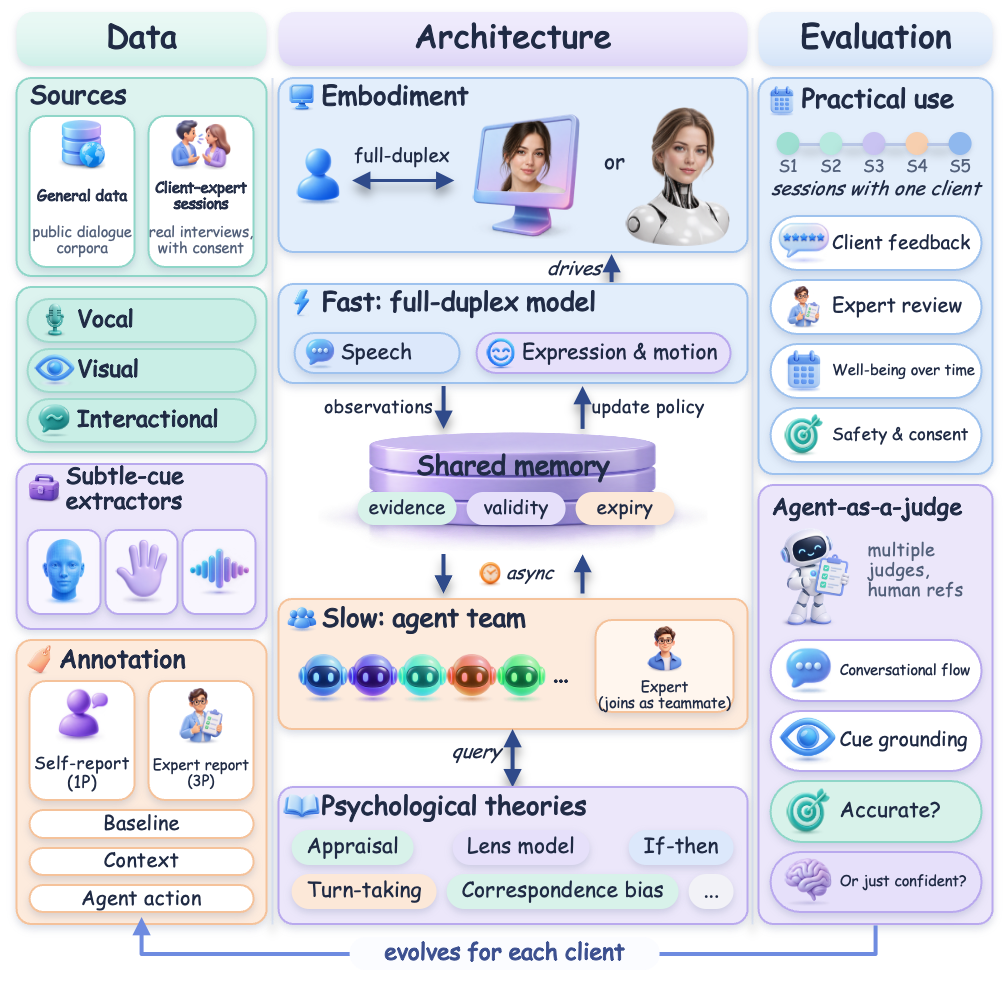 Data
Sources
General data
public dialogue
corpora
Client–expert
sessions
real interviews,
with consent
Vocal
Visual
Interactional
Subtle-cue
extractors
Annotation
Self-report
(1P)
Expert report
(3P)
Baseline
Context
Agent action
Architecture
Embodiment
full-duplex
or
drives
Fast: full-duplex model
Speech
Expression & motion
observations
update policy
Shared memory
evidence
validity
expiry
async
Slow: agent team
...
Expert
(joins as teammate)
query
Psychological theories
Appraisal
Lens model
If-then
Turn-taking
Correspondence bias
...
Evaluation
Practical use
S1 S2 S3 S4 S5
sessions with one client
Client feedback
Expert review
Well-being over time
Safety & consent
Agent-as-a-judge
multiple
judges,
human refs
Conversational flow
Cue grounding
Accurate?
Or just confident?
evolves for each client